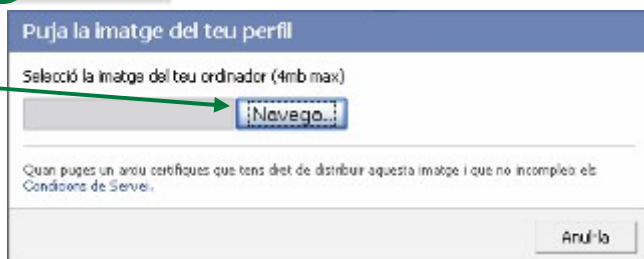 Puja la imatge del teu perfil
Selecció la imatge del teu ordinador (4mb max)
Navego...
Quan puges un arxiu certifiques que tens dret de distribuir aquesta imatge i que no incompleix els
Condicions de Servei.
Anul·la